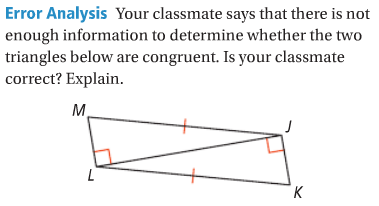 Error Analysis Your classmate says that there is not
enough information to determine whether the two
triangles below are congruent. Is your classmate
correct? Explain.
M
J
L
K